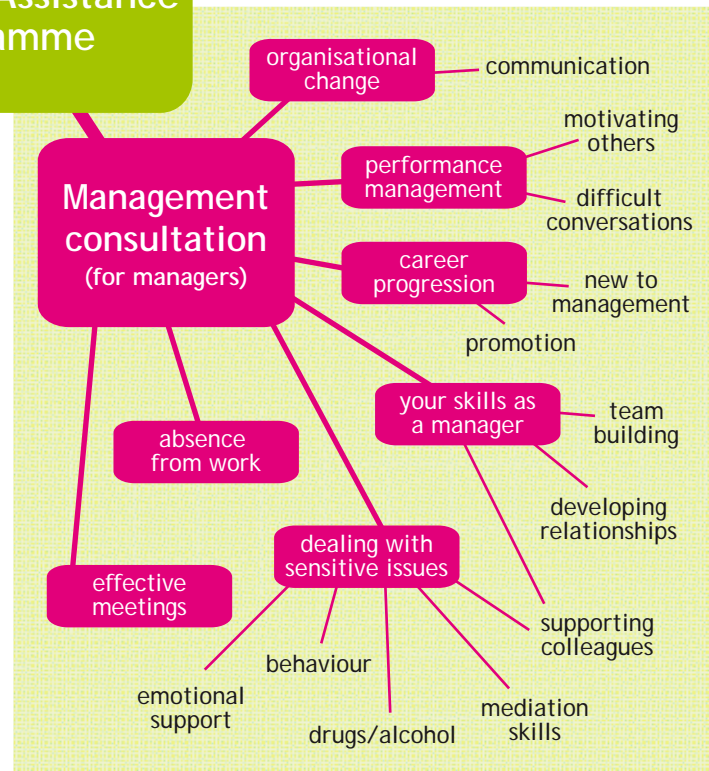 organisational
change
communication
motivating
others
performance
management
difficult
conversations
Management
consultation
(for managers)
career
progression
new to
management
promotion
your skills as
a manager
team
building
absence
from work
developing
relationships
dealing with
sensitive issues
effective
meetings
supporting
colleagues
behaviour
emotional
support
mediation
skills
drugs/alcohol